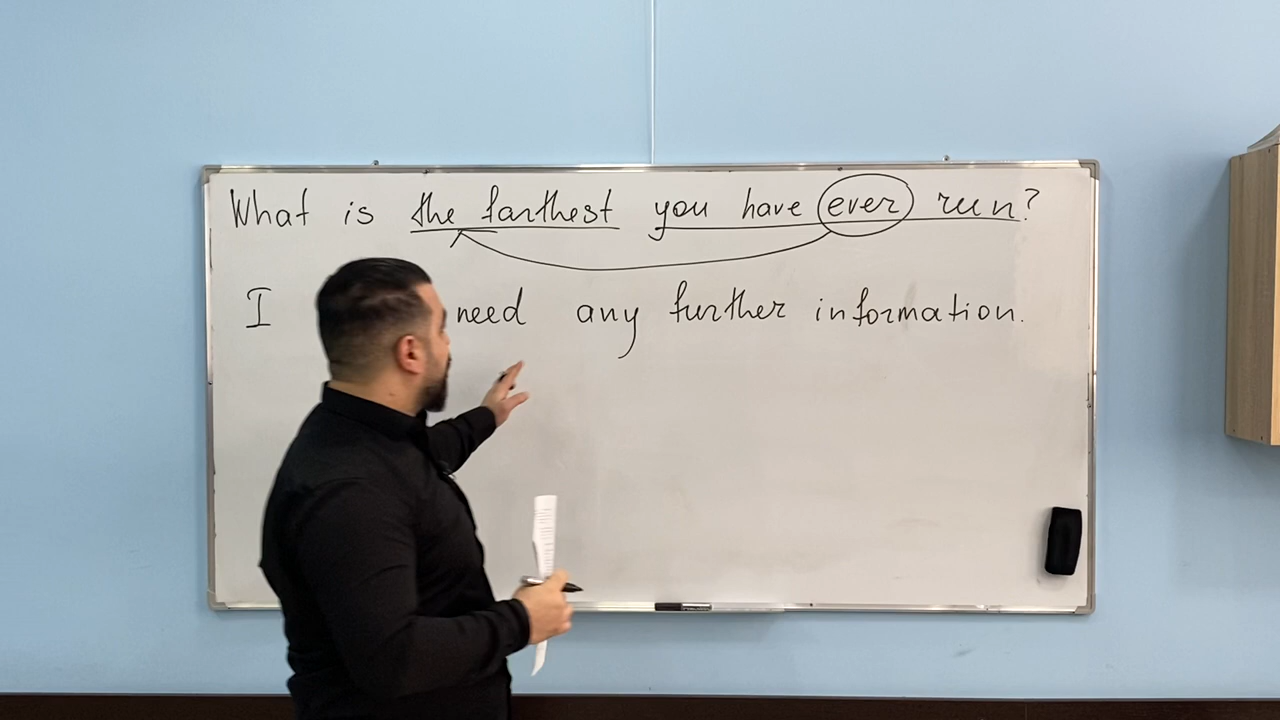 What is the farthest you have ever run?
I need any further information.